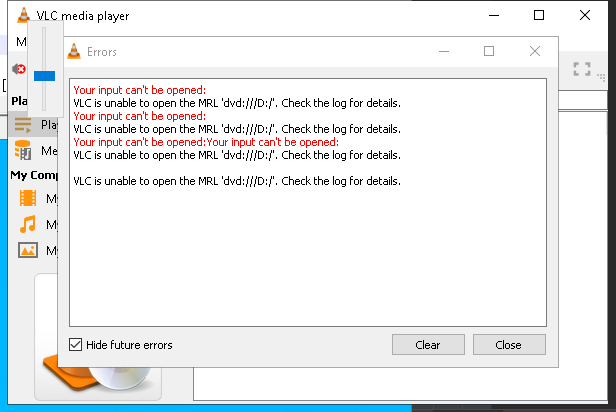 VLC media player
Errors
M
Your input can't be opened:
VLC is unable to open the MRL 'dvd:///D:/'. Check the log for details.
Your input can't be opened:
VLC is unable to open the MRL 'dvd:///D:/'. Check the log for details.
Your input can't be opened:Your input can't be opened:
VLC is unable to open the MRL 'dvd:///D:/'. Check the log for details.
VLC is unable to open the MRL 'dvd:///D:/'. Check the log for details.
Pla
Play
Me
My Comp
My
My
My
Hide future errors
Clear
Close